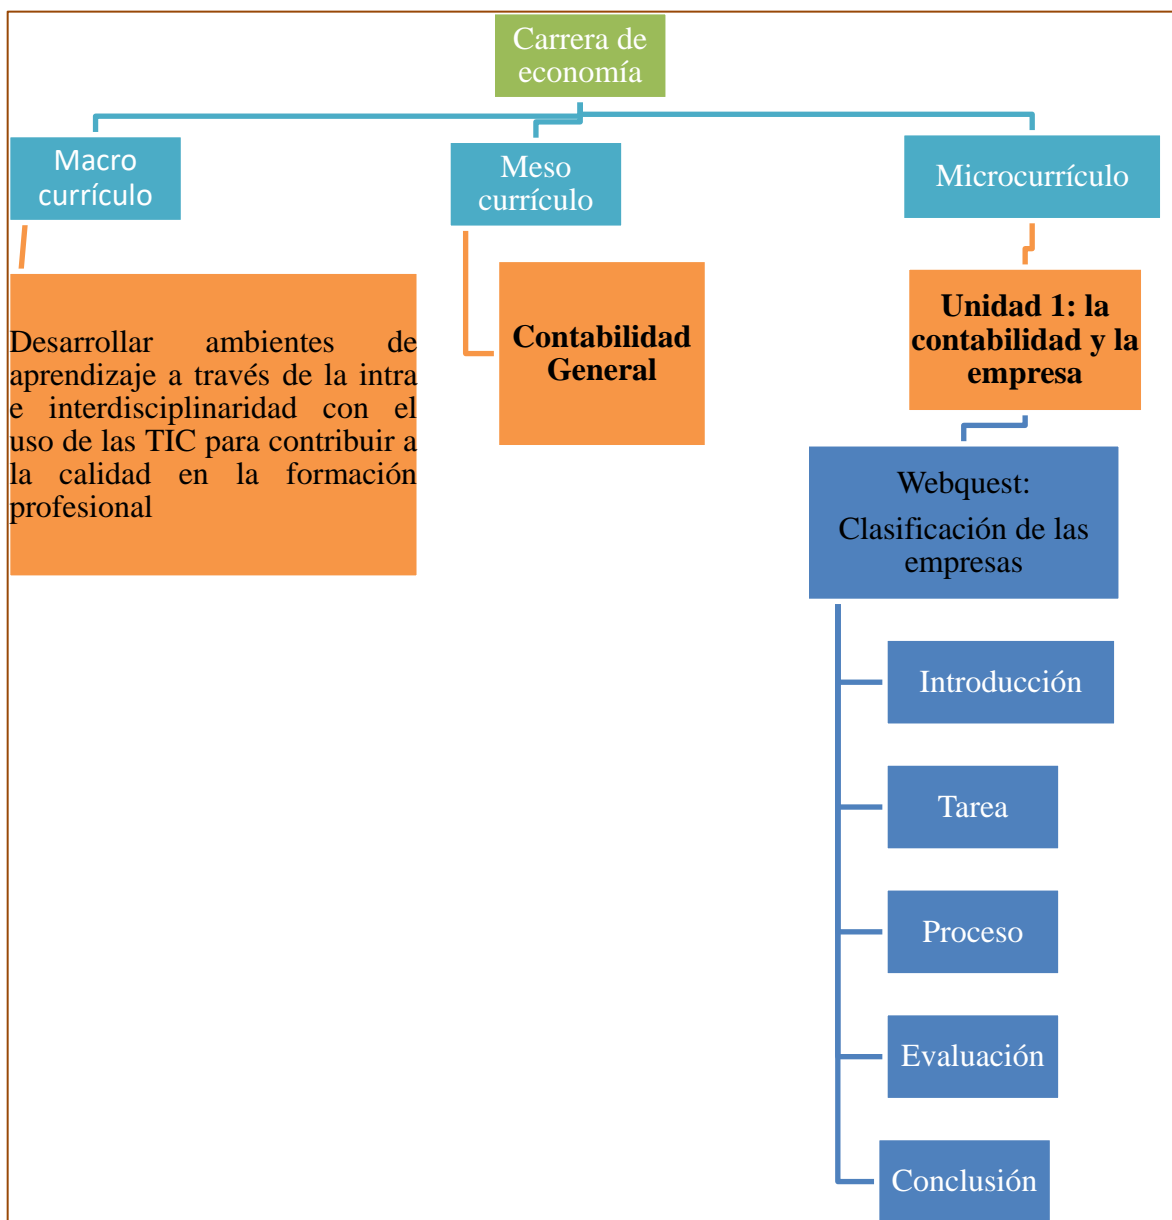 Carrera de
economía
Macro
currículo
Meso
currículo
Microcurrículo
Desarrollar ambientes de
aprendizaje a través de la intra
e interdisciplinaridad con el
uso de las TIC para contribuir a
la calidad en la formación
profesional
Contabilidad
General
Unidad 1: la
contabilidad y la
empresa
Webquest:
Clasificación de las
empresas
Introducción
Tarea
Proceso
Evaluación
Conclusión